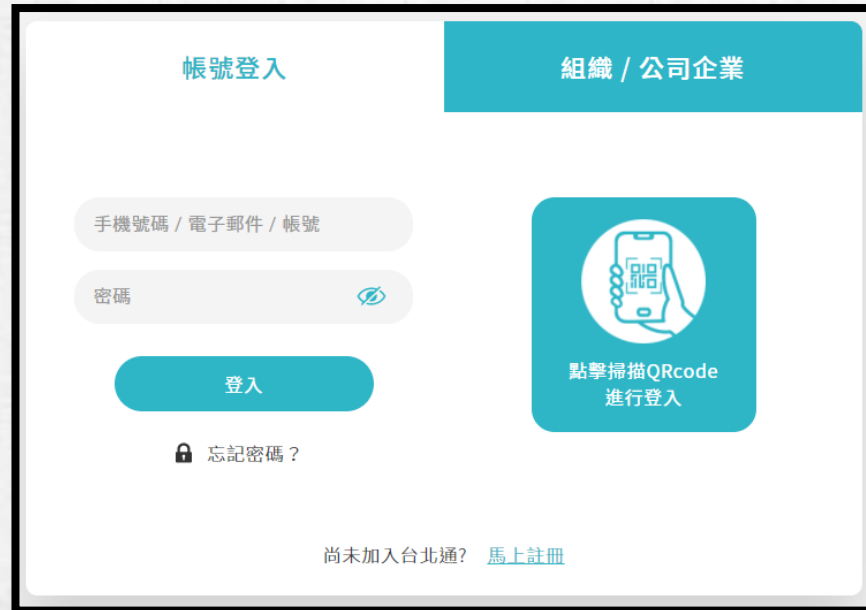 帳號登入
組織 / 公司企業
手機號碼 / 電子郵件 / 帳號
密碼
登入
忘記密碼？
點擊掃描QRcode
進行登入
尚未加入台北通? 馬上註冊